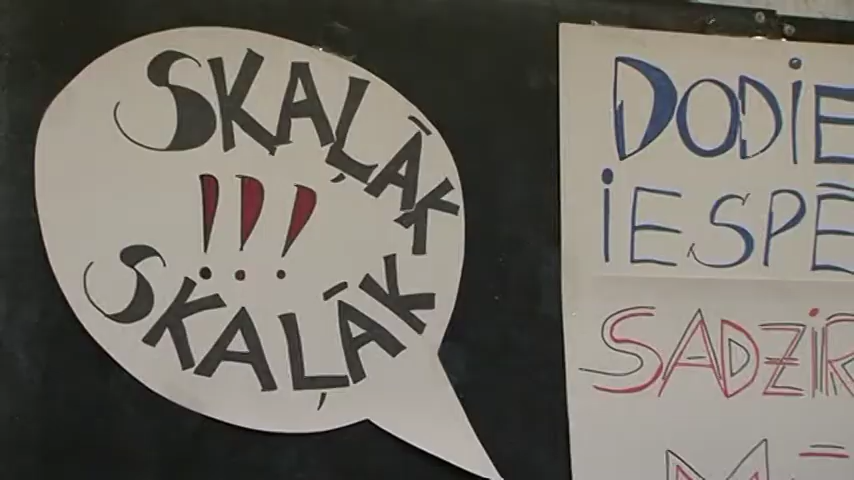 SKAĻĀK
!!!
SKAĻĀK
DODIE
iESPĒ
SADZiR